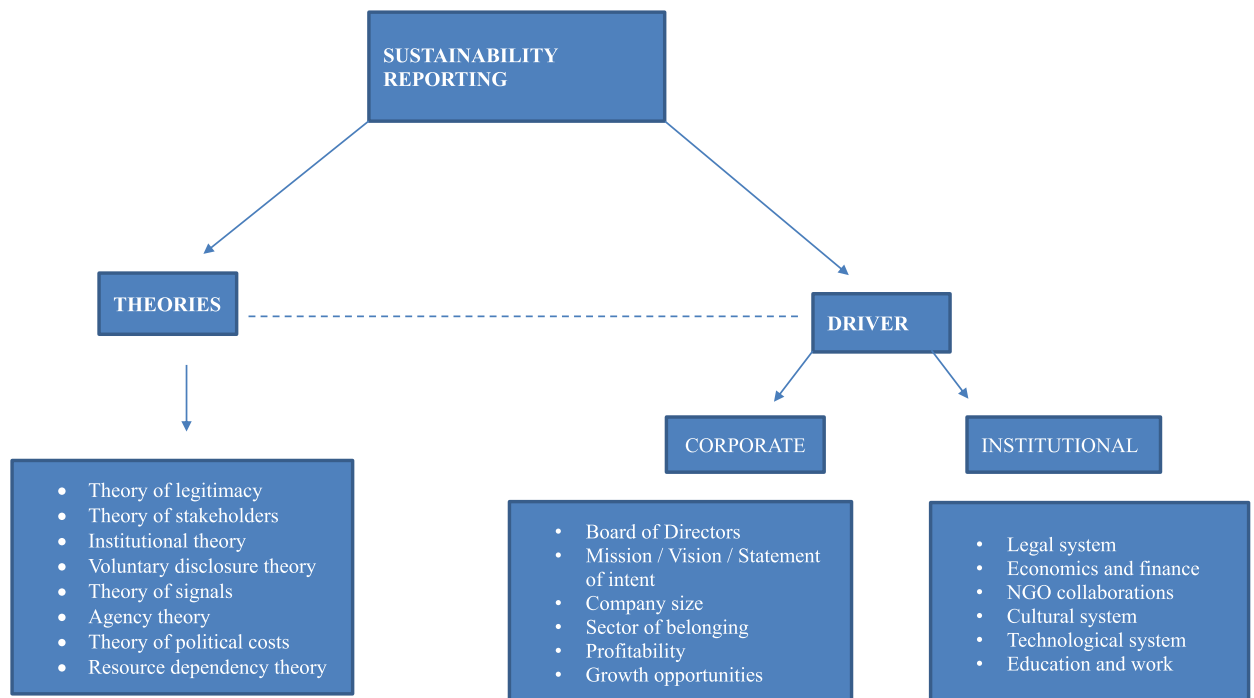 SUSTAINABILITY
REPORTING
THEORIES
DRIVER
CORPORATE
INSTITUTIONAL
• Theory of legitimacy
• Theory of stakeholders
• Institutional theory
• Voluntary disclosure theory
• Theory of signals
• Agency theory
• Theory of political costs
• Resource dependency theory
• Board of Directors
• Mission / Vision / Statement
of intent
• Company size
• Sector of belonging
• Profitability
• Growth opportunities
• Legal system
• Economics and finance
• NGO collaborations
• Cultural system
• Technological system
• Education and work